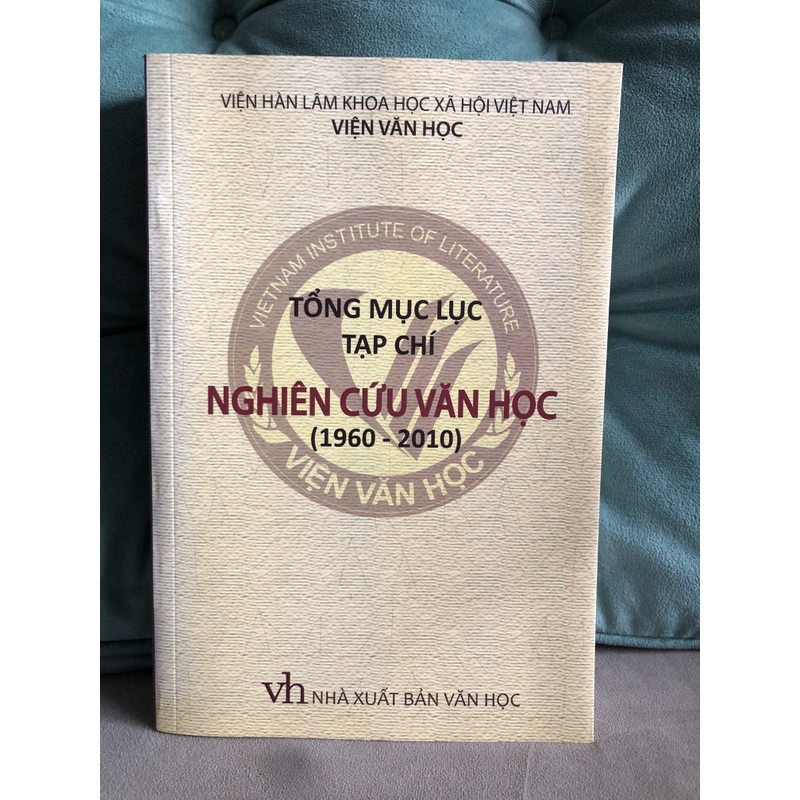 VIỆN HÀN LÂM KHOA HỌC XÃ HỘI VIỆT NAM
VIỆN VĂN HỌC
VIETNAM INSTITUTE OF LITERATURE
TỔNG MỤC LỤC
TẠP CHÍ
NGHIÊN CỨU VĂN HỌC
(1960 - 2010)
VIỆN VĂN HỌC
vh NHÀ XUẤT BẢN VĂN HỌC